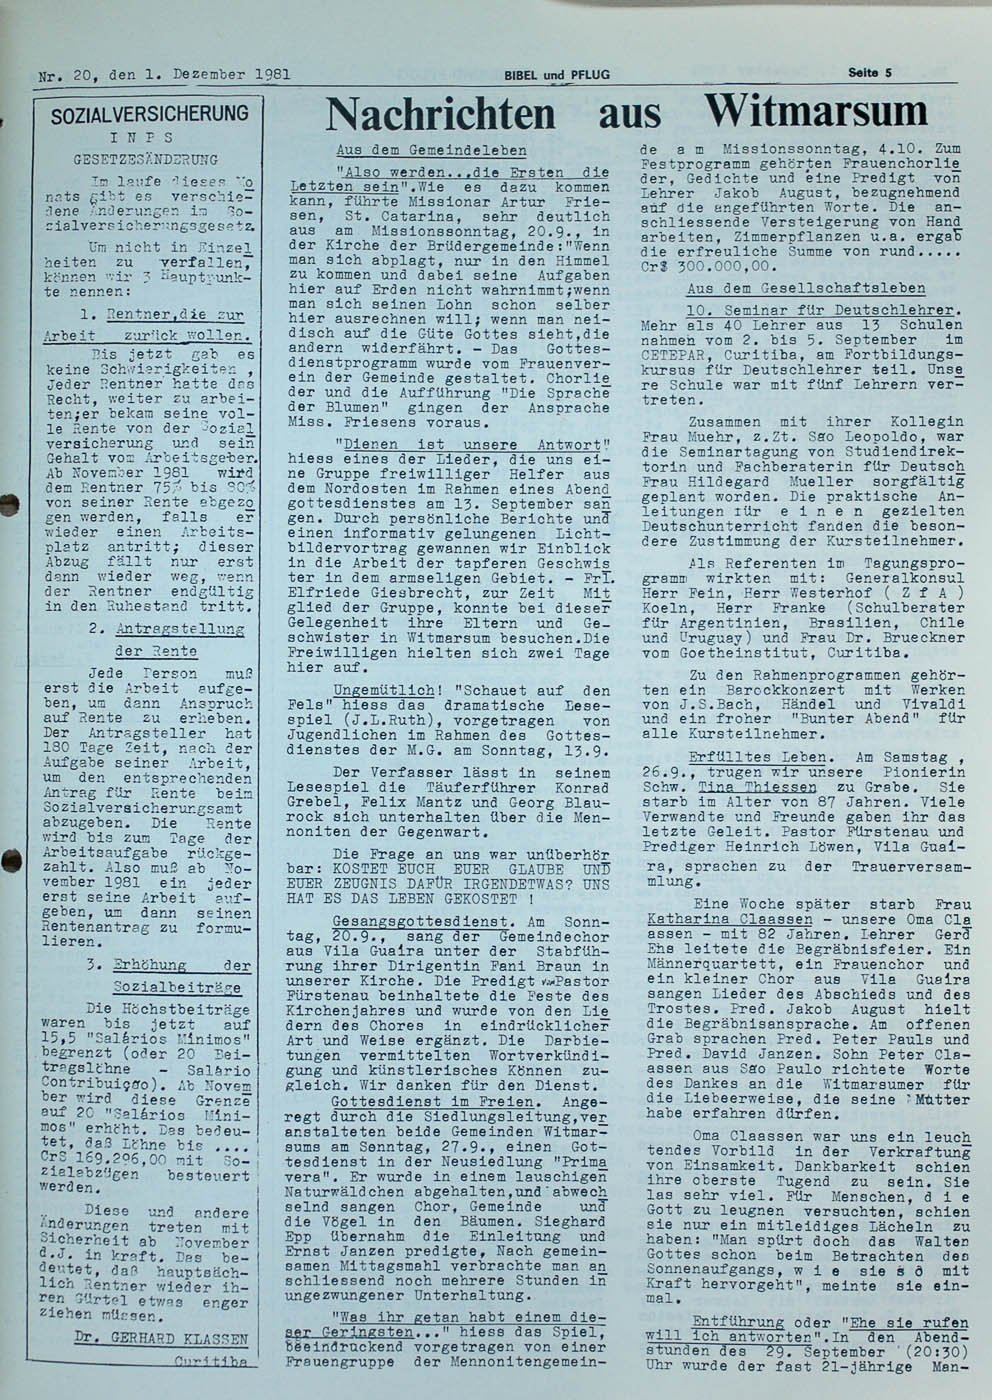 Nr. 20, den 1. Dezember 1981
BIBEL und PFLUG
Seite 5
SOZIALVERSICHERUNG
I N P S
GESETZESÄNDERUNG
Im laufe dieses Mo
nats gibt es verschie-
dene Änderungen im So-
zialversicherungsgesetz.
Um nicht in Einzel
heiten zu verfallen,
können wir 3 Hauptpunk-
te nennen:
1. Rentner,die zur
Arbeit zurück wollen.
Bis jetzt gab es
keine Schwierigkeiten ,
Jeder Rentner hatte das
Recht, weiter zu arbei-
ten;er bekam seine vol-
le Rente von der Sozial
versicherung und sein
Gehalt vom Arbeitsgeber.
Ab November 1981 wird
dem Rentner 75% bis 80%
von seiner Rente abgezo
gen werden, falls er
wieder einen Arbeits-
platz antritt; dieser
Abzug fällt nur erst
dann wieder weg, wenn
der Rentner endgültig
in den Ruhestand tritt.
2. Antragstellung
der Rente
Jede Person muß
erst die Arbeit aufge-
ben, um dann Anspruch
auf Rente zu erheben.
Der Antragsteller hat
180 Tage Zeit, nach der
Aufgabe seiner Arbeit,
um den entsprechenden
Antrag für Rente beim
Sozialversicherungsamt
abzugeben. Die Rente
wird bis zum Tage der
Arbeitsaufgabe rückge-
zahlt. Also muß ab No-
vember 1981 ein jeder
erst seine Arbeit auf-
geben, um dann seinen
Rentenantrag zu formu-
lieren.
3. Erhöhung der
Sozialbeiträge
Die Höchstbeiträge
waren bis jetzt auf
15,5 "Salários Minimos"
begrenzt (oder 20 Bei-
tragslöhne - Salário
Contribuição). Ab Novem
ber wird diese Grenze
auf 20 "Salários Mini-
mos" erhöht. Das bedeu-
tet, daß Löhne bis ....
Cr$ 169.296,00 mit So-
zialabzügen besteuert
werden.
Diese und andere
Änderungen treten mit
Sicherheit ab November
d.J. in kraft. Das be-
deutet, daß hauptsäch-
lich Rentner wieder ih-
ren Gürtel etwas enger
ziehen müssen.
Dr. GERHARD KLASSEN
Curitiba
Nachrichten aus Witmarsum
Aus dem Gemeindeleben
"Also werden...die Ersten die
Letzten sein".Wie es dazu kommen
kann, führte Missionar Artur Frie-
sen, St. Catarina, sehr deutlich
aus am Missionssonntag, 20.9., in
der Kirche der Brüdergemeinde:"Wenn
man sich abplagt, nur in den Himmel
zu kommen und dabei seine Aufgaben
hier auf Erden nicht wahrnimmt;wenn
man sich seinen Lohn schon selber
hier ausrechnen will; wenn man nei-
disch auf die Güte Gottes sieht,die
andern widerfährt. - Das Gottes-
dienstprogramm wurde vom Frauenver-
ein der Gemeinde gestaltet. Chorlie
der und die Aufführung "Die Sprache
der Blumen" gingen der Ansprache
Miss. Friesens voraus.
"Dienen ist unsere Antwort"
hiess eines der Lieder, die uns ei-
ne Gruppe freiwilliger Helfer aus
dem Nordosten im Rahmen eines Abend
gottesdienstes am 13. September san
gen. Durch persönliche Berichte und
einen informativ gelungenen Licht-
bildervortrag gewannen wir Einblick
in die Arbeit der tapferen Geschwis
ter in dem armseligen Gebiet. - Frl.
Elfriede Giesbrecht, zur Zeit Mit
glied der Gruppe, konnte bei dieser
Gelegenheit ihre Eltern und Ge-
schwister in Witmarsum besuchen.Die
Freiwilligen hielten sich zwei Tage
hier auf.
Ungemütlich! "Schauet auf den
Fels" hiess das dramatische Lese-
spiel (J.L.Ruth), vorgetragen von
Jugendlichen im Rahmen des Gottes-
dienstes der M.G. am Sonntag, 13.9.
Der Verfasser lässt in seinem
Lesespiel die Täuferführer Konrad
Grebel, Felix Mantz und Georg Blau-
rock sich unterhalten über die Men-
noniten der Gegenwart.
Die Frage an uns war unüberhör
bar: KOSTET EUCH EUER GLAUBE UND
EUER ZEUGNIS DAFÜR IRGENDETWAS? UNS
HAT ES DAS LEBEN GEKOSTET !
Gesangsgottesdienst. Am Sonn-
tag, 20.9., sang der Gemeindechor
aus Vila Guaíra unter der Stabfüh-
rung ihrer Dirigentin Fani Braun in
unserer Kirche. Die Predigt von Pastor
Fürstenau beinhaltete die Feste des
Kirchenjahres und wurde von den Lie
dern des Chores in eindrücklicher
Art und Weise ergänzt. Die Darbie-
tungen vermittelten Wortverkündi-
gung und künstlerisches Können zu-
gleich. Wir danken für den Dienst.
Gottesdienst im Freien. Ange-
regt durch die Siedlungsleitung,ver
anstalteten beide Gemeinden Witmar-
sums am Sonntag, 27.9., einen Got-
tesdienst in der Neusiedlung "Prima
vera". Er wurde in einem lauschigen
Naturwäldchen abgehalten,und abwech
selnd sangen Chor, Gemeinde und
die Vögel in den Bäumen. Sieghard
Epp übernahm die Einleitung und
Ernst Janzen predigte, Nach gemein-
samen Mittagsmahl verbrachte man an
schliessend noch mehrere Stunden in
ungezwungener Unterhaltung.
"Was ihr getan habt einem die-
ser Geringsten..." hiess das Spiel,
beeindruckend vorgetragen von einer
Frauengruppe der Mennonitengemein-
de am Missionssonntag, 4.10. Zum
Festprogramm gehörten Frauenchorlie
der, Gedichte und eine Predigt von
Lehrer Jakob August, bezugnehmend
auf die angeführten Worte. Die an-
schliessende Versteigerung von Hand
arbeiten, Zimmerpflanzen u.a. ergab
die erfreuliche Summe von rund.....
Cr$ 300.000,00.
Aus dem Gesellschaftsleben
10. Seminar für Deutschlehrer.
Mehr als 40 Lehrer aus 13 Schulen
nahmen vom 2. bis 5. September im
CETEPAR, Curitiba, am Fortbildungs-
kursus für Deutschlehrer teil. Unse
re Schule war mit fünf Lehrern ver-
treten.
Zusammen mit ihrer Kollegin
Frau Muehr, z.Zt. São Leopoldo, war
die Seminartagung von Studiendirek-
torin und Fachberaterin für Deutsch
Frau Hildegard Mueller sorgfältig
geplant worden. Die praktische An-
leitungen für e i n e n gezielten
Deutschunterricht fanden die beson-
dere Zustimmung der Kursteilnehmer.
Als Referenten im Tagungspro-
gramm wirkten mit: Generalkonsul
Herr Fein, Herr Westerhof ( Z f A )
Koeln, Herr Franke (Schulberater
für Argentinien, Brasilien, Chile
und Uruguay) und Frau Dr. Brueckner
vom Goetheinstitut, Curitiba.
Zu den Rahmenprogrammen gehör-
ten ein Barockkonzert mit Werken
von J.S.Bach, Händel und Vivaldi
und ein froher "Bunter Abend" für
alle Kursteilnehmer.
Erfülltes Leben. Am Samstag ,
26.9., trugen wir unsere Pionierin
Schw. Tina Thiessen zu Grabe. Sie
starb im Alter von 87 Jahren. Viele
Verwandte und Freunde gaben ihr das
letzte Geleit. Pastor Fürstenau und
Prediger Heinrich Löwen, Vila Guaí-
ra, sprachen zu der Trauerversam-
mlung.
Eine Woche später starb Frau
Katharina Claassen - unsere Oma Cla
assen - mit 82 Jahren. Lehrer Gerd
Ens leitete die Begräbnisfeier. Ein
Männerquartett, ein Frauenchor und
ein kleiner Chor aus Vila Guaíra
sangen Lieder des Abschieds und des
Trostes. Pred. Jakob August hielt
die Begräbnisansprache. Am offenen
Grab sprachen Pred. Peter Pauls und
Pred. David Janzen. Sohn Peter Cla-
assen aus São Paulo richtete Worte
des Dankes an die Witmarsumer für
die Liebeerweise, die seine Mutter
habe erfahren dürfen.
Oma Claassen war uns ein leuch
tendes Vorbild in der Verkraftung
von Einsamkeit. Dankbarkeit schien
ihre oberste Tugend zu sein. Sie
las sehr viel. Für Menschen, d i e
Gott zu leugnen versuchten, schien
sie nur ein mitleidiges Lächeln zu
haben: "Man spürt doch das Walten
Gottes schon beim Betrachten des
Sonnenaufgangs, w i e sie s ö mit
Kraft hervorgeht", meinte sie ein-
mal.
Entführung oder "Ehe sie rufen
will ich antworten".In den Abend-
stunden des 29. September (20:30)
Uhr wurde der fast 21-jährige Man-